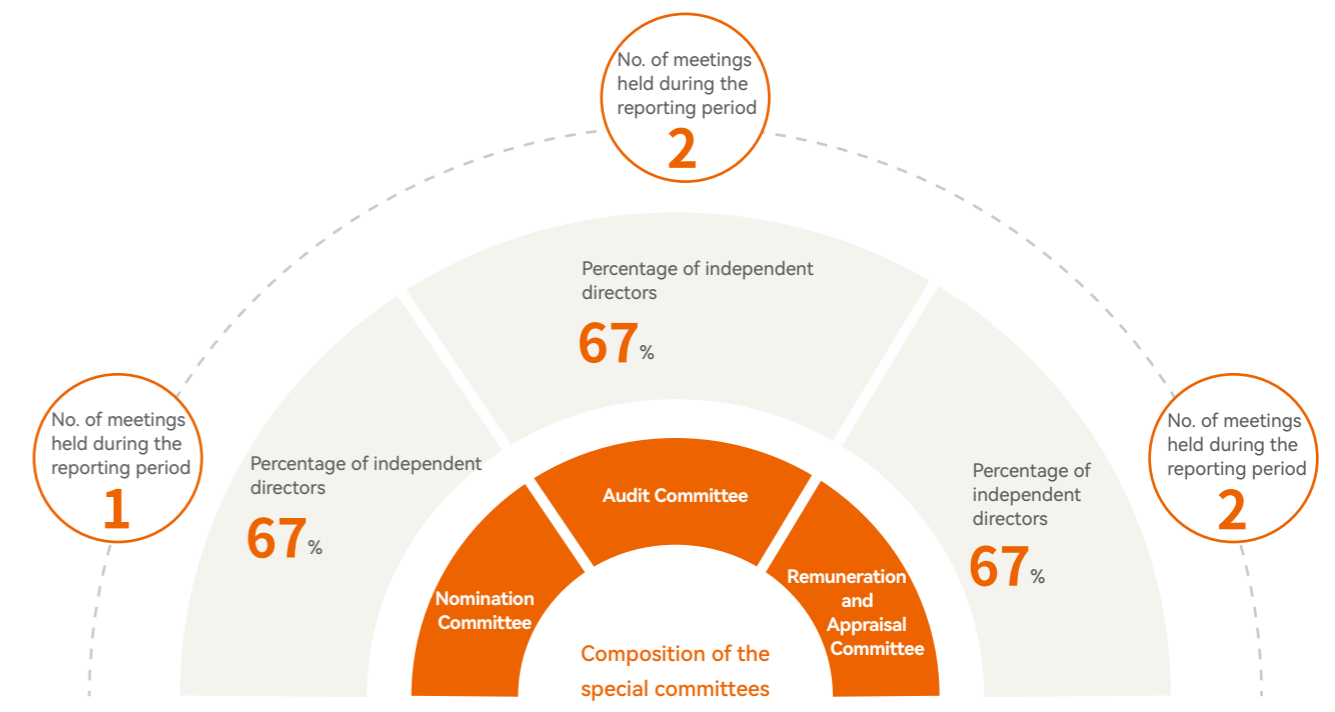 No. of meetings
held during the
reporting period
2
Percentage of independent
directors
67%
No. of meetings
held during the
reporting period
1
Percentage of independent
directors
67%
No. of meetings
held during the
reporting period
2
Percentage of
independent
directors
67%
Audit Committee
Nomination
Committee
Remuneration
and
Appraisal
Committee
Composition of the
special committees